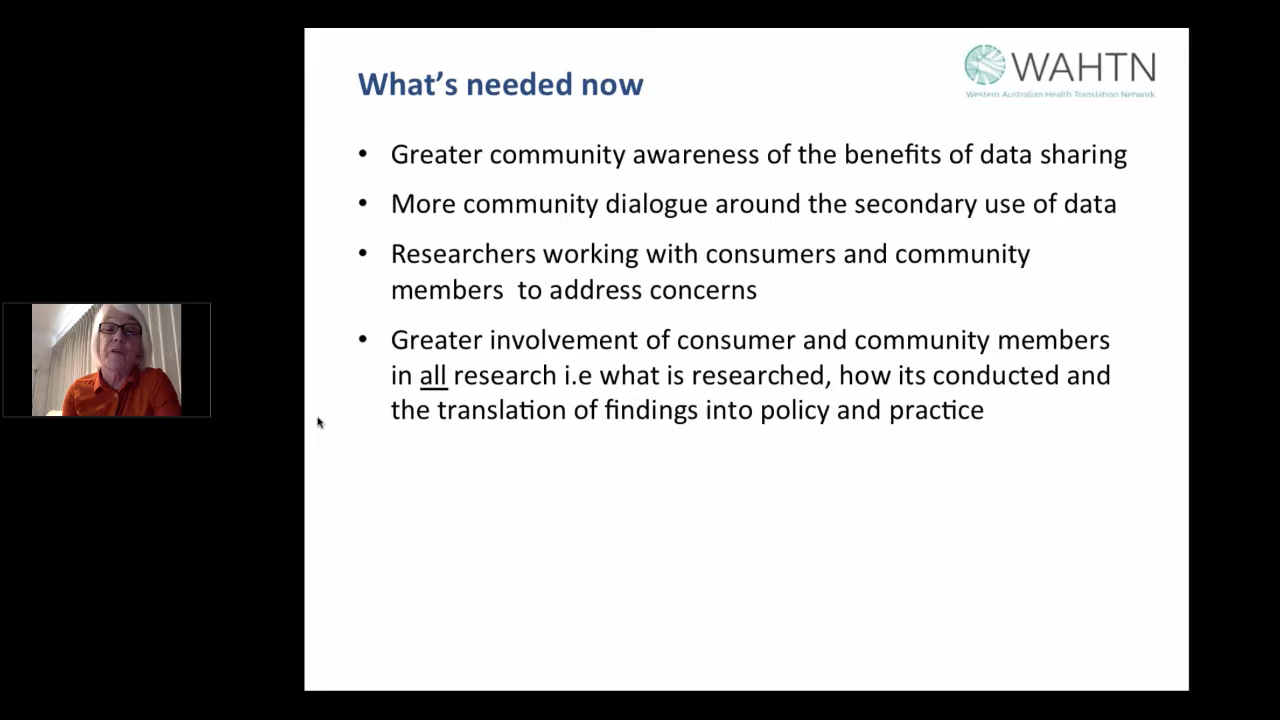 What's needed now
WAHTN
Western Australian Health Translation Network
• Greater community awareness of the benefits of data sharing
• More community dialogue around the secondary use of data
• Researchers working with consumers and community
members  to address concerns
• Greater involvement of consumer and community members
in all research i.e what is researched, how its conducted and
the translation of findings into policy and practice